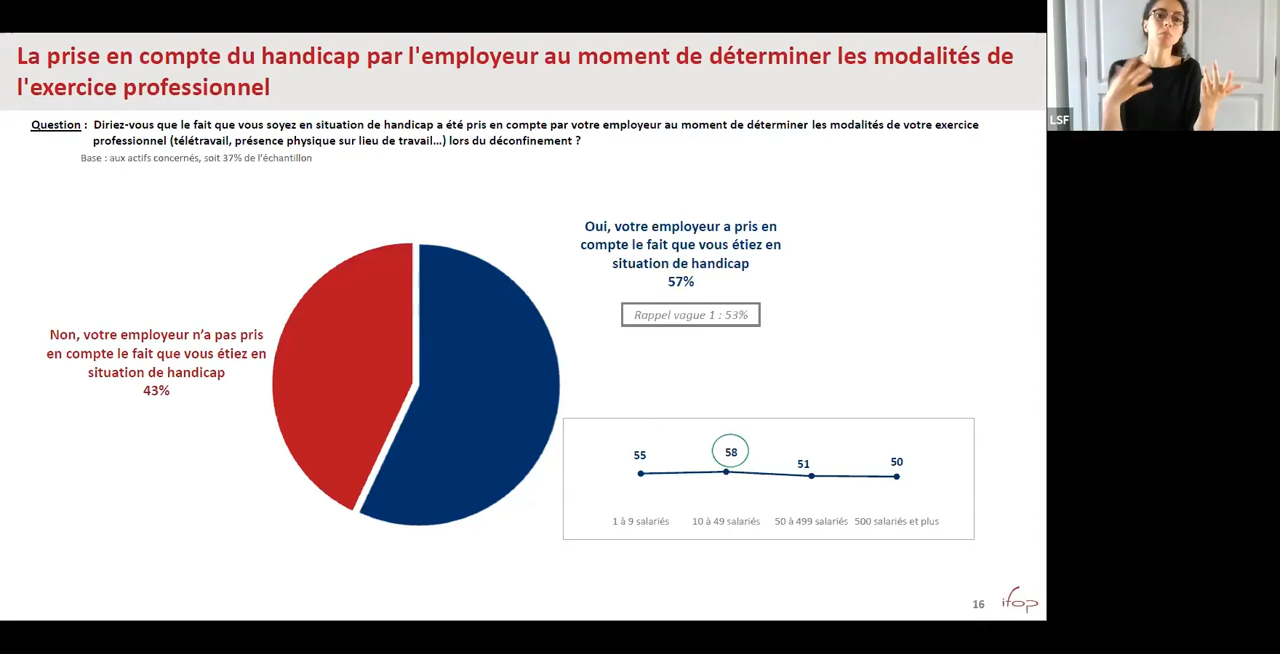 La prise en compte du handicap par l'employeur au moment de déterminer les modalités de
l'exercice professionnel
Question : Diriez-vous que le fait que vous soyez en situation de handicap a été pris en compte par votre employeur au moment de déterminer les modalités de votre exercice
professionnel (télétravail, présence physique sur lieu de travail…) lors du déconfinement ?
Base : aux actifs concernés, soit 37% de l'échantillon
Oui, votre employeur a pris en
compte le fait que vous étiez en
situation de handicap
57%
Rappel vague 1 : 53%
Non, votre employeur n'a pas pris
en compte le fait que vous étiez en
situation de handicap
43%
55
58
51
50
1 à 9 salariés
10 à 49 salariés
50 à 499 salariés
500 salariés et plus
16
ifop
LSF